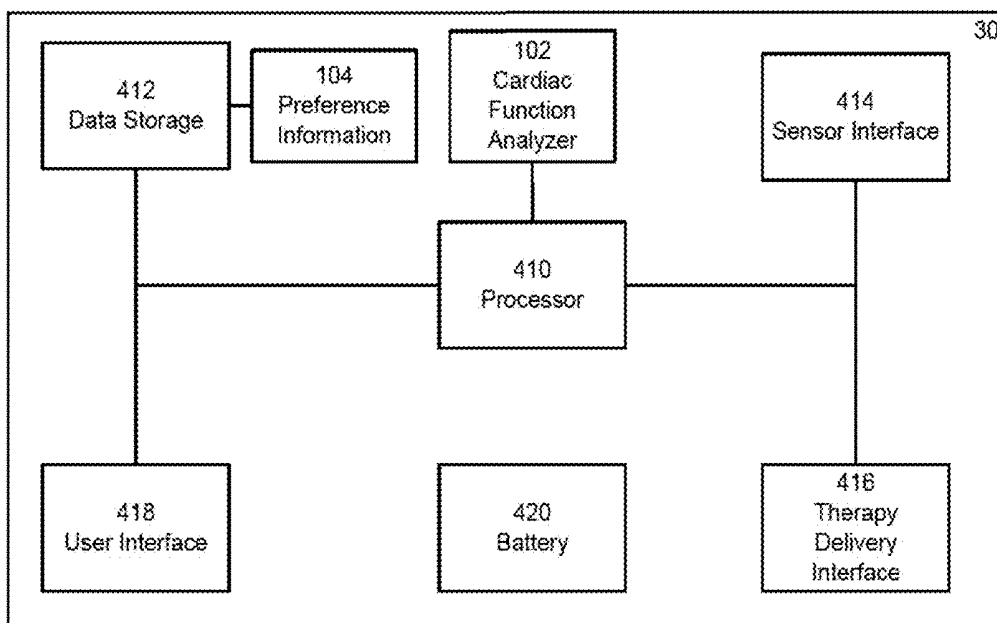 30
412
Data Storage
104
Preference
Information
102
Cardiac
Function
Analyzer
414
Sensor Interface
410
Processor
418
User Interface
420
Battery
416
Therapy
Delivery
Interface